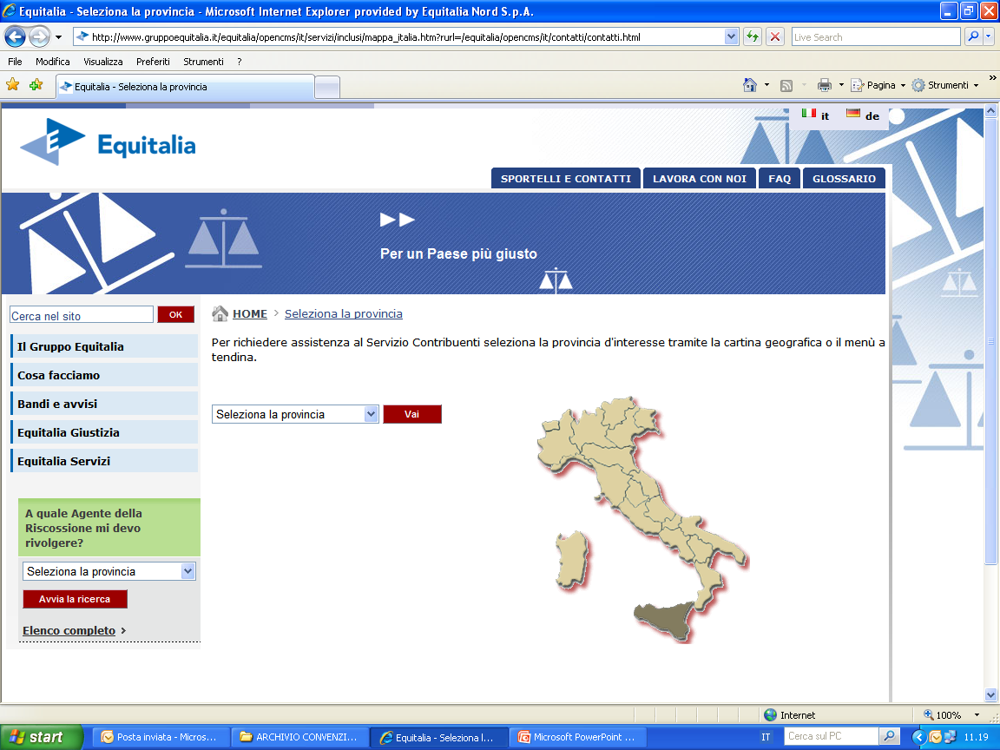 Equitalia - Seleziona la provincia - Microsoft Internet Explorer provided by Equitalia Nord S.p.A.
http://www.gruppoequitalia.it/equitalia/opencms/it/servizi/inclusi/mappa_italia.htm?rurl=/equitalia/opencms/it/contatti/contatti.html
Live Search
File Modifica Visualizza Preferiti Strumenti ?
Equitalia - Seleziona la provincia
Pagina Strumenti
it de
Equitalia
SPORTELLI E CONTATTI LAVORA CON NOI FAQ GLOSSARIO
Per un Paese più giusto
Cerca nel sito OK
HOME > Seleziona la provincia
Il Gruppo Equitalia
Cosa facciamo
Bandi e avvisi
Equitalia Giustizia
Equitalia Servizi
Per richiedere assistenza al Servizio Contribuenti seleziona la provincia d'interesse tramite la cartina geografica o il menù a
tendina.
Seleziona la provincia Vai
A quale Agente della
Riscossione mi devo
rivolgere?
Seleziona la provincia
Avvia la ricerca
Elenco completo >
Internet 100%
start Posta inviata - Micros... ARCHIVIO CONVENZI... Equitalia - Seleziona l... Microsoft PowerPoint ... IT Cerca sul PC 11.19